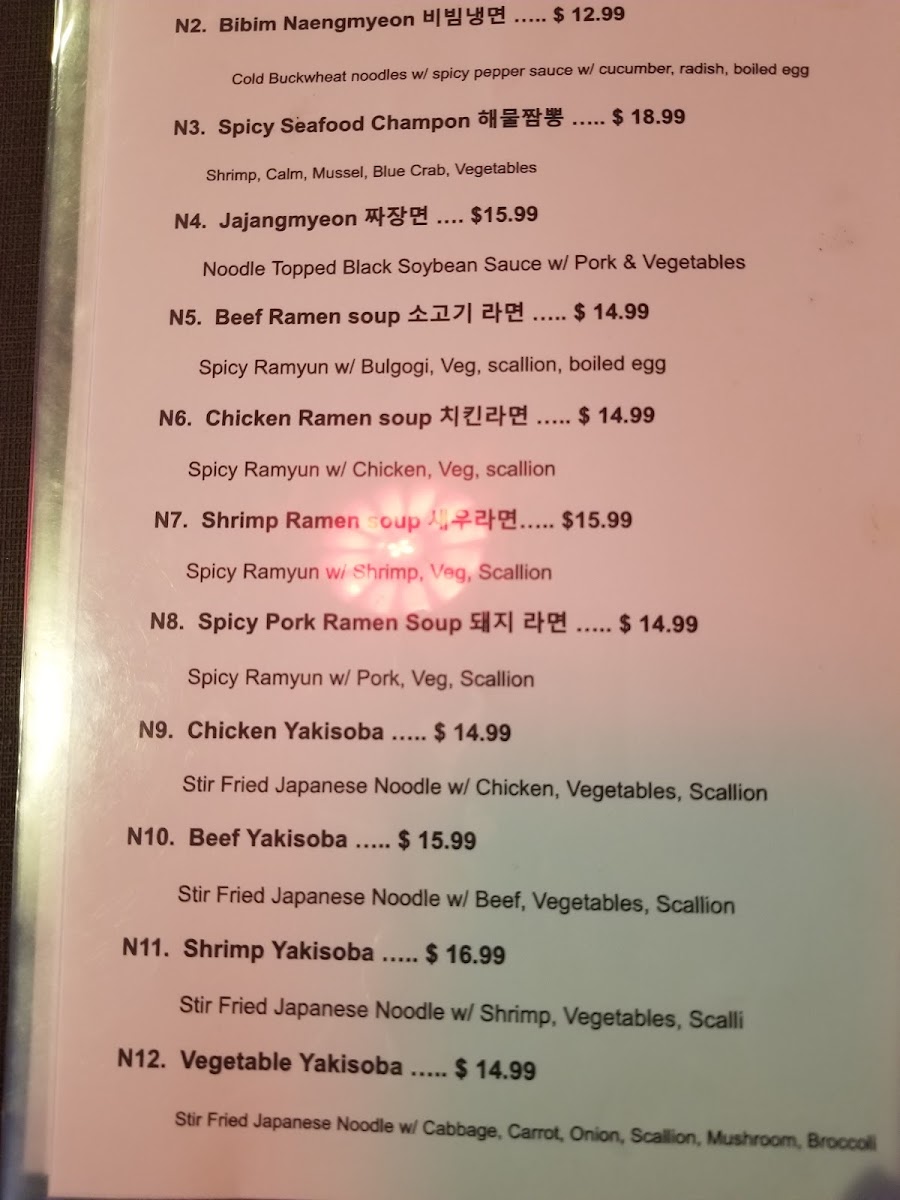 N2. Bibim Naengmyeon 비빔냉면 ..... $ 12.99
Cold Buckwheat noodles w/ spicy pepper sauce w/ cucumber, radish, boiled egg
N3. Spicy Seafood Champon 해물짬뽕 ..... $ 18.99
Shrimp, Calm, Mussel, Blue Crab, Vegetables
N4. Jajangmyeon 짜장면 .... $15.99
Noodle Topped Black Soybean Sauce w/ Pork & Vegetables
N5. Beef Ramen soup 소고기 라면 ..... $ 14.99
Spicy Ramyun w/ Bulgogi, Veg, scallion, boiled egg
N6. Chicken Ramen soup 치킨라면 ..... $ 14.99
Spicy Ramyun w/ Chicken, Veg, scallion
N7. Shrimp Ramen soup 새우라면..... $15.99
Spicy Ramyun w/ Shrimp, Veg, Scallion
N8. Spicy Pork Ramen Soup 돼지 라면 ..... $ 14.99
Spicy Ramyun w/ Pork, Veg, Scallion
N9. Chicken Yakisoba ..... $ 14.99
Stir Fried Japanese Noodle w/ Chicken, Vegetables, Scallion
N10. Beef Yakisoba ..... $ 15.99
Stir Fried Japanese Noodle w/ Beef, Vegetables, Scallion
N11. Shrimp Yakisoba ..... $ 16.99
Stir Fried Japanese Noodle w/ Shrimp, Vegetables, Scalli
N12. Vegetable Yakisoba ..... $ 14.99
Stir Fried Japanese Noodle w/ Cabbage, Carrot, Onion, Scallion, Mushroom, Broccoli